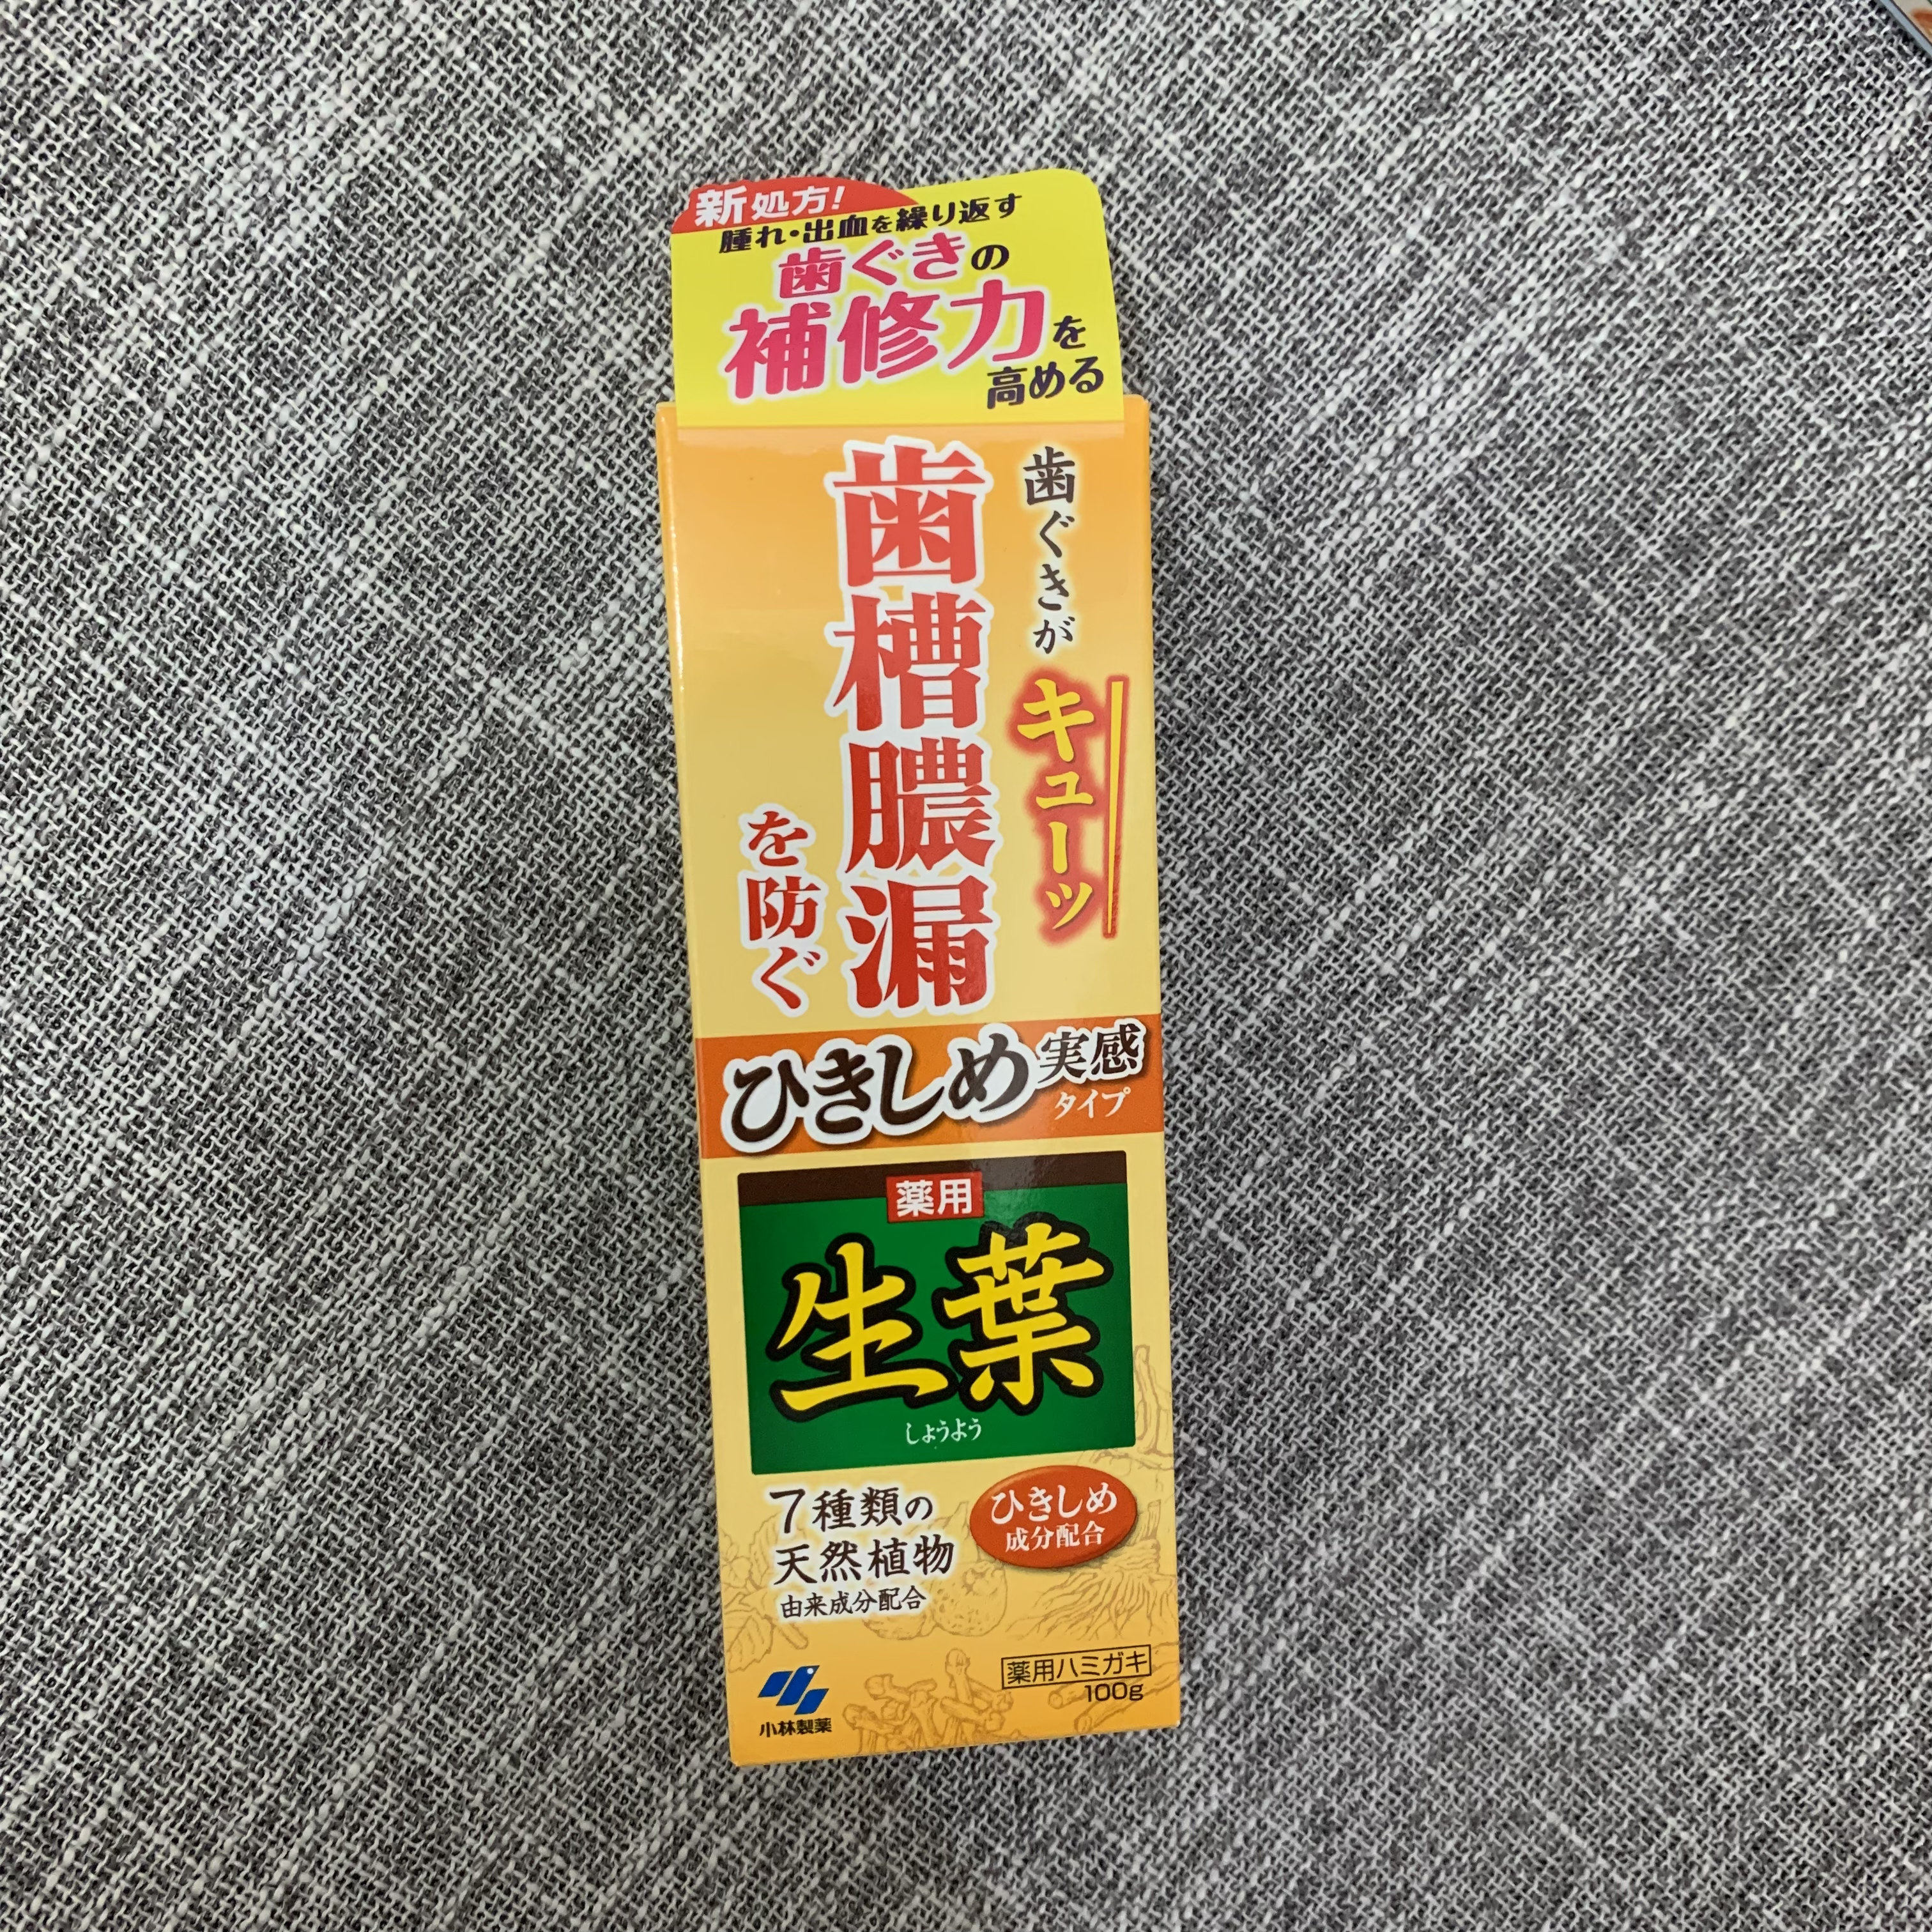 新処方!
腫れ・出血を繰り返す
歯ぐきの
補修力を
高める
歯ぐきが
キューッ
歯槽膿漏
を防ぐ
ひきしめ実感
タイプ
薬用
生葉
しょうよう
7種類の
天然植物
由来成分配合
ひきしめ
成分配合
薬用ハミガキ
100g
小林製薬